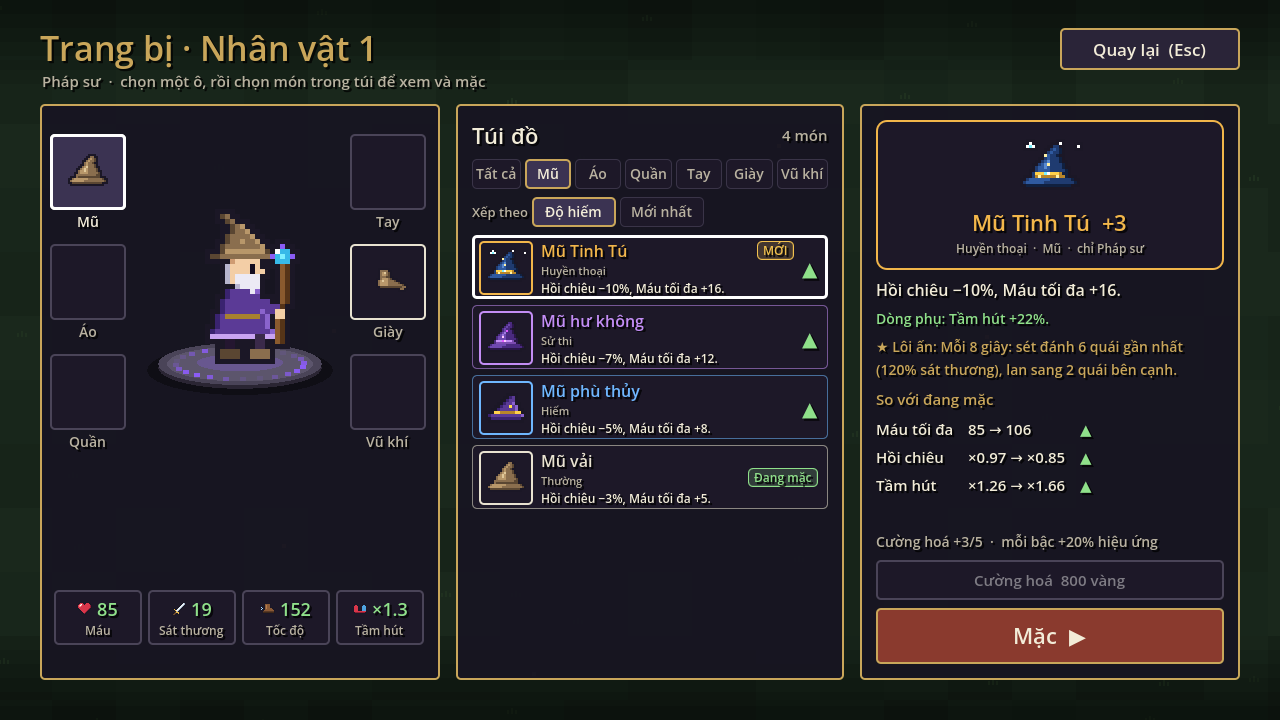 Trang bị · Nhân vật 1
Pháp sư · chọn một ô, rồi chọn món trong túi để xem và mặc
Quay lại (Esc)
Mũ
Áo
Quần
Tay
Giày
Vũ khí
85
Máu
19
Sát thương
152
Tốc độ
×1.3
Tầm hút
Túi đồ
4 món
Tất cả
Mũ
Áo
Quần
Tay
Giày
Vũ khí
Xếp theo
Độ hiếm
Mới nhất
Mũ Tinh Tú
MỚI
Huyền thoại
Hồi chiêu −10%, Máu tối đa +16.
▲
Mũ hư không
Sử thi
Hồi chiêu −7%, Máu tối đa +12.
▲
Mũ phù thủy
Hiếm
Hồi chiêu −5%, Máu tối đa +8.
▲
Mũ vải
Thường
Hồi chiêu −3%, Máu tối đa +5.
Đang mặc
Mũ Tinh Tú +3
Huyền thoại · Mũ · chỉ Pháp sư
Hồi chiêu −10%, Máu tối đa +16.
Dòng phụ: Tầm hút +22%.
★ Lôi ấn: Mỗi 8 giây: sét đánh 6 quái gần nhất
(120% sát thương), lan sang 2 quái bên cạnh.
So với đang mặc
Máu tối đa 85 → 106 ▲
Hồi chiêu ×0.97 → ×0.85 ▲
Tầm hút ×1.26 → ×1.66 ▲
Cường hoá +3/5 · mỗi bậc +20% hiệu ứng
Cường hoá 800 vàng
Mặc ▶